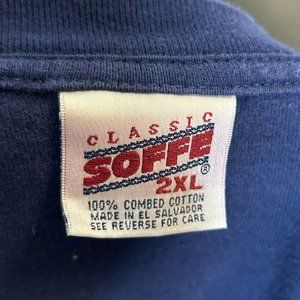 CLASSIC
SOFFE
®
2XL
100% COMBED COTTON
MADE IN EL SALVADOR
SEE REVERSE FOR CARE